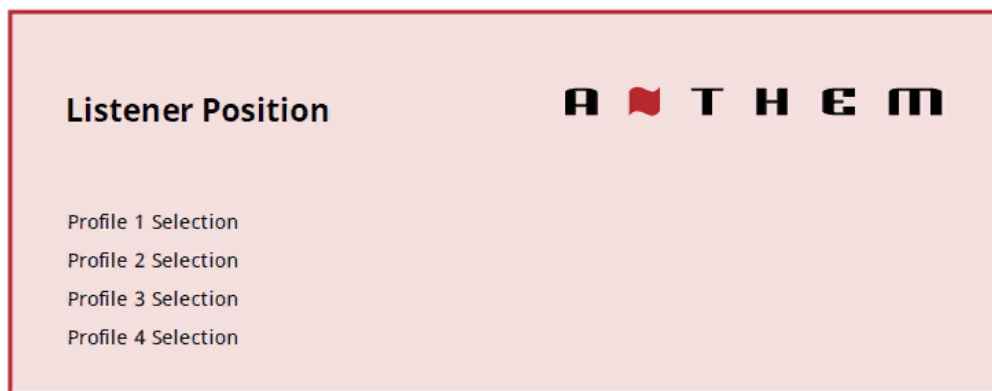 Listener Position
ANTHEM
Profile 1 Selection
Profile 2 Selection
Profile 3 Selection
Profile 4 Selection